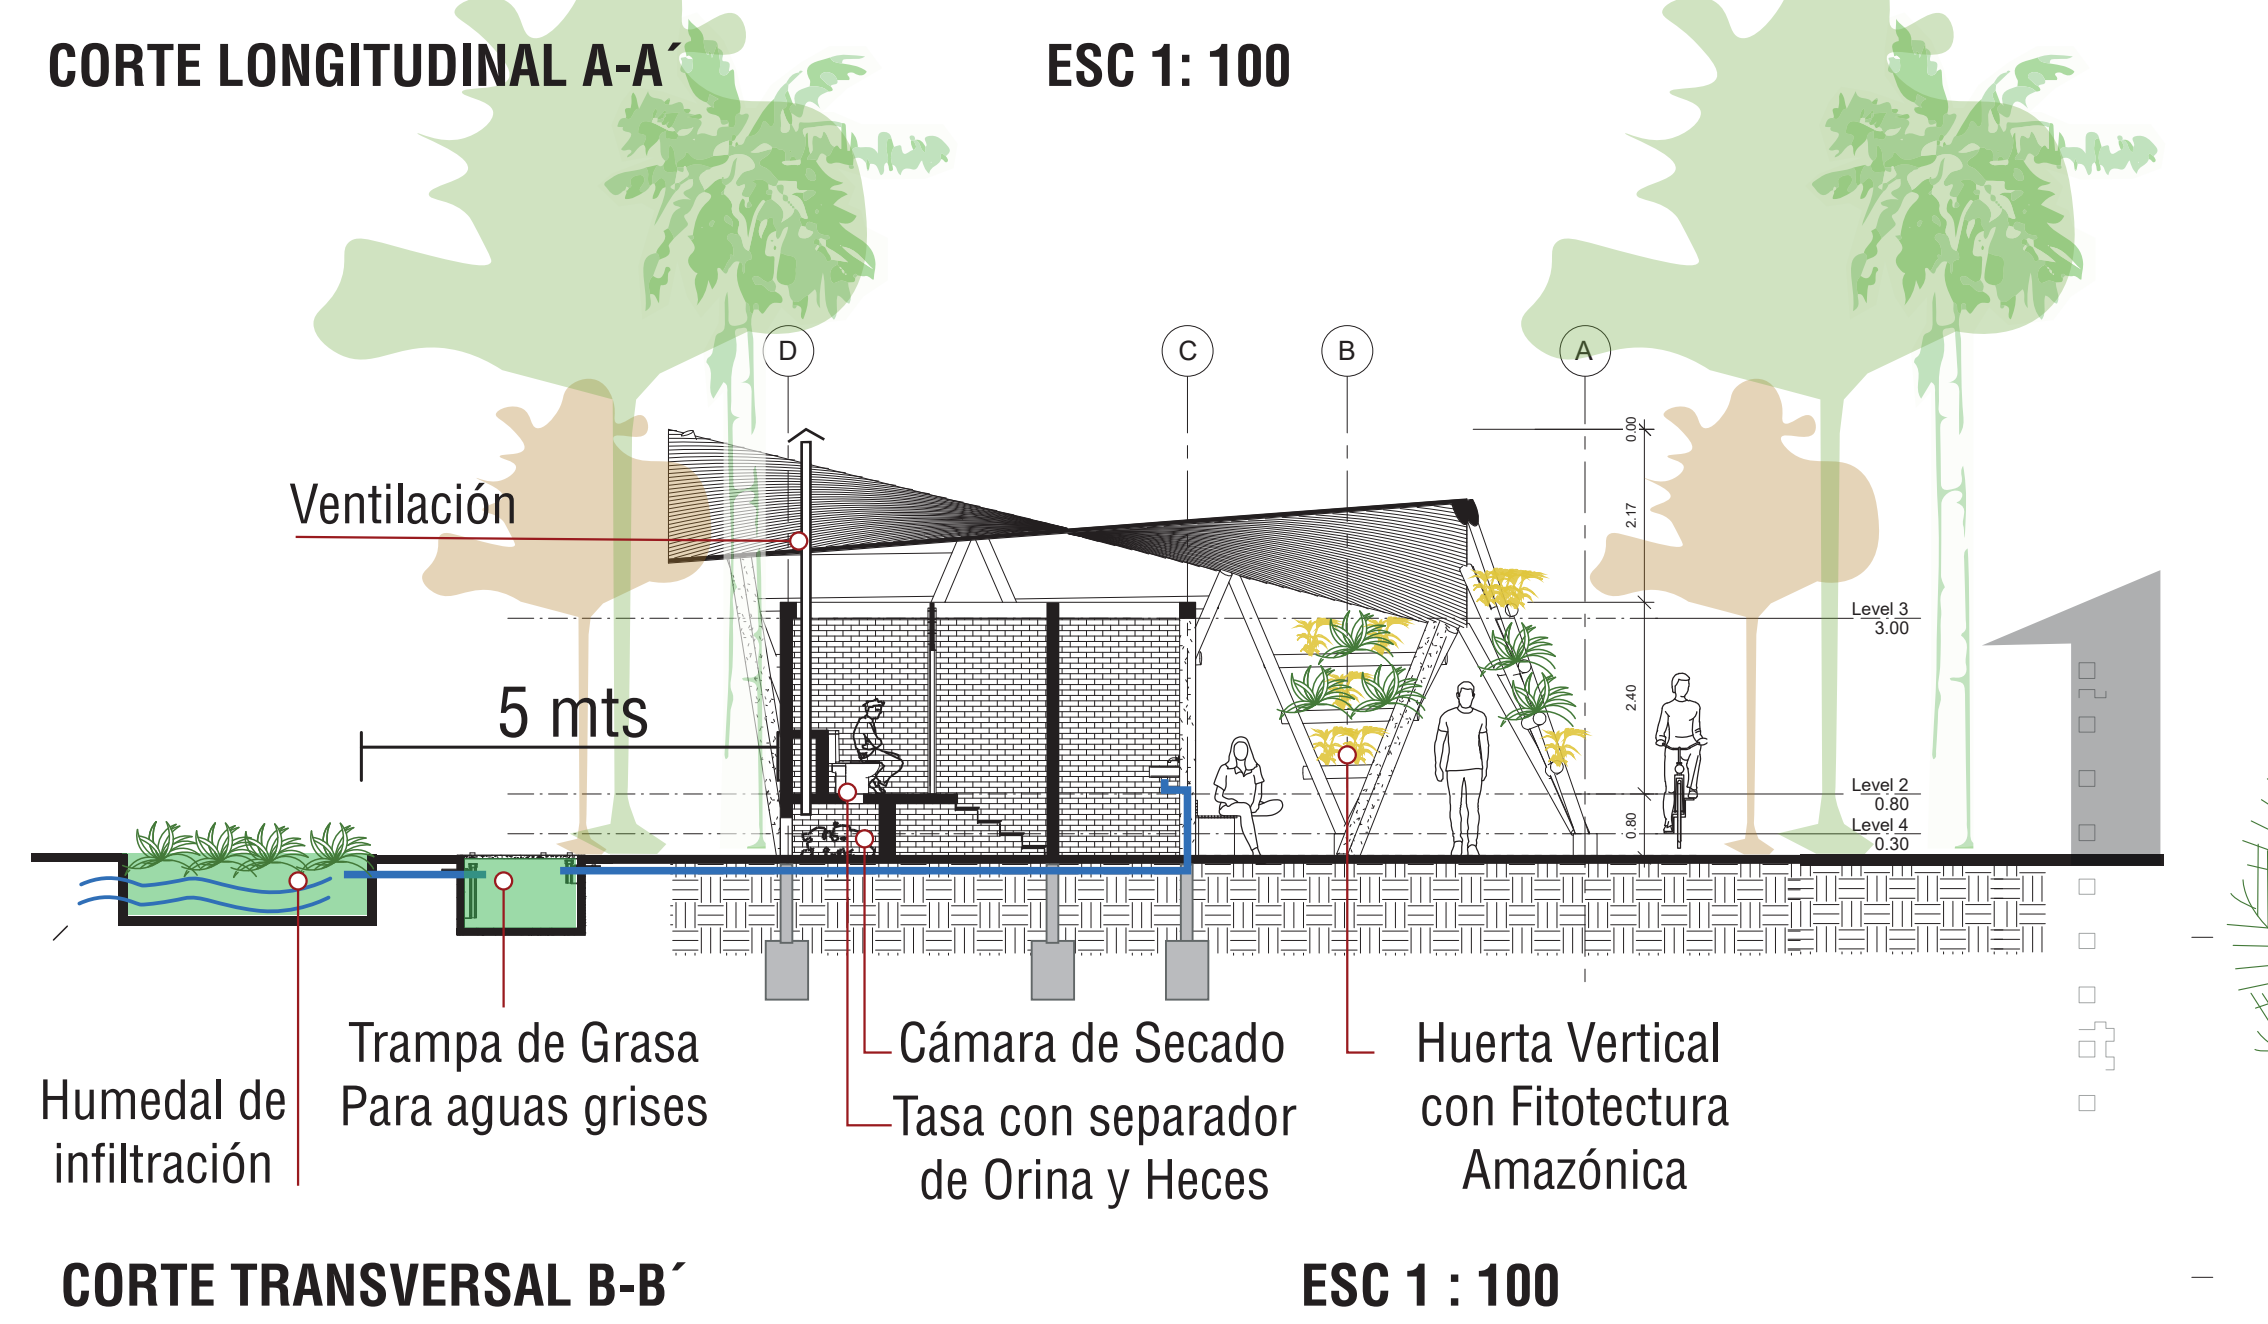 CORTE LONGITUDINAL A-A´
ESC 1: 100
D
C
B
A
0.00
Ventilación
2.17
Level 3
3.00
5 mts
2.40
Level 2
0.80
Level 4
0.30
0.80
Trampa de Grasa
Para aguas grises
Humedal de
infiltración
Cámara de Secado
Tasa con separador
de Orina y Heces
Huerta Vertical
con Fitotectura
Amazónica
CORTE TRANSVERSAL B-B´
ESC 1 : 100